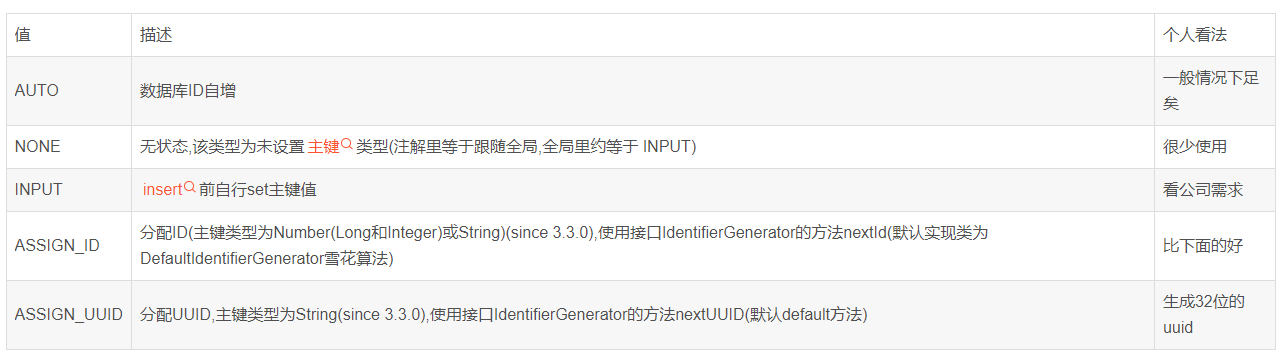 值 描述 个人看法
AUTO 数据库ID自增 一般情况下足
矣
NONE 无状态,该类型为未设置 主键 类型(注解里等于跟随全局,全局里约等于 INPUT) 很少使用
INPUT insert 前自行set主键值 看公司需求
ASSIGN_ID 分配ID(主键类型为Number(Long和Integer)或String)(since 3.3.0),使用接口IdentifierGenerator的方法nextId(默认实现类为
DefaultIdentifierGenerator雪花算法) 比下面的好
ASSIGN_UUID 分配UUID,主键类型为String(since 3.3.0),使用接口IdentifierGenerator的方法nextUUID(默认default方法) 生成32位的
uuid